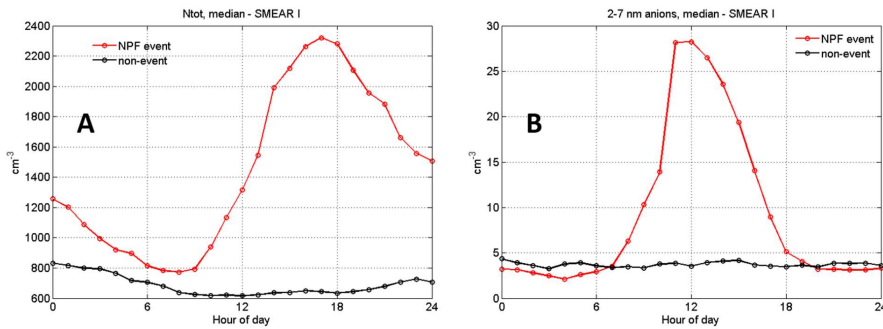 Ntot, median - SMEAR I
2400
2200
2000
1800
1600
1400
1200
1000
800
600
cm-3
A
NPF event
non-event
0 6 12 18 24
Hour of day
2-7 nm anions, median - SMEAR I
30
25
20
15
10
5
0
cm-3
B
NPF event
non-event
0 6 12 18 24
Hour of day